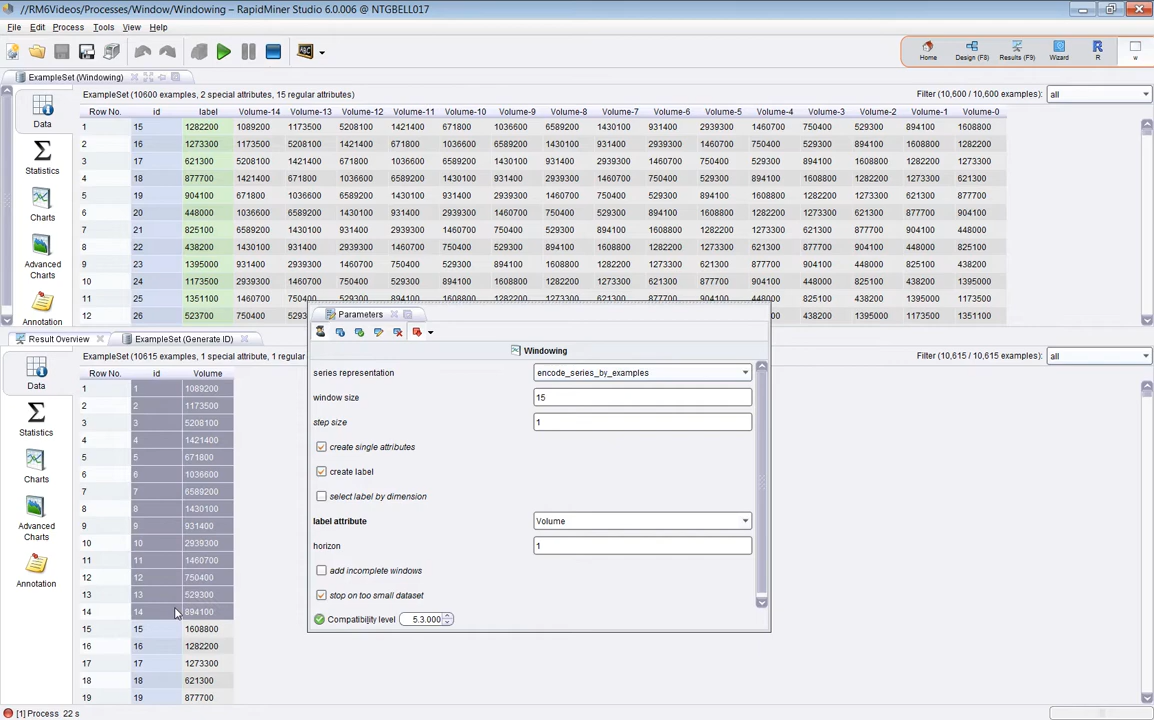 //RM6Videos/Processes/Window/Windowing – RapidMiner Studio 6.0.006 @ NTGBELL017
File Edit Process Tools View Help
Home Design (F8) Results (F9) Wizard R w
ExampleSet (Windowing)
ExampleSet (10600 examples, 2 special attributes, 15 regular attributes) Filter (10,600 / 10,600 examples): all
Data
Statistics
Charts
Advanced Charts
Annotation
Row No. id label Volume-14 Volume-13 Volume-12 Volume-11 Volume-10 Volume-9 Volume-8 Volume-7 Volume-6 Volume-5 Volume-4 Volume-3 Volume-2 Volume-1 Volume-0
1 15 1282200 1089200 1173500 5208100 1421400 671800 1036600 6589200 1430100 931400 2939300 1460700 750400 529300 894100 1608800
2 16 1273300 1173500 5208100 1421400 671800 1036600 6589200 1430100 931400 2939300 1460700 750400 529300 894100 1608800 1282200
3 17 621300 5208100 1421400 671800 1036600 6589200 1430100 931400 2939300 1460700 750400 529300 894100 1608800 1282200 1273300
4 18 877700 1421400 671800 1036600 6589200 1430100 931400 2939300 1460700 750400 529300 894100 1608800 1282200 1273300 621300
5 19 904100 671800 1036600 6589200 1430100 931400 2939300 1460700 750400 529300 894100 1608800 1282200 1273300 621300 877700
6 20 448000 1036600 6589200 1430100 931400 2939300 1460700 750400 529300 894100 1608800 1282200 1273300 621300 877700 904100
7 21 825100 6589200 1430100 931400 2939300 1460700 750400 529300 894100 1608800 1282200 1273300 621300 877700 904100 448000
8 22 438200 1430100 931400 2939300 1460700 750400 529300 894100 1608800 1282200 1273300 621300 877700 904100 448000 825100
9 23 1395000 931400 2939300 1460700 750400 529300 894100 1608800 1282200 1273300 621300 877700 904100 448000 825100 438200
10 24 1173500 2939300 1460700 750400 529300 894100 1608800 1282200 1273300 621300 877700 904100 448000 825100 438200 1395000
11 25 1351100 1460700 750400 529300 894100 1608800 1282200 1273300 621300 877700 904100 448000 825100 438200 1395000 1173500
12 26 523700 750400 529300 438200 1395000 1173500 1351100
Result Overview ExampleSet (Generate ID)
ExampleSet (10615 examples, 1 special attribute, 1 regular Filter (10,615 / 10,615 examples): all
Data
Statistics
Charts
Advanced Charts
Annotation
Row No. id Volume
1 1 1089200
2 2 1173500
3 3 5208100
4 4 1421400
5 5 671800
6 6 1036600
7 7 6589200
8 8 1430100
9 9 931400
10 10 2939300
11 11 1460700
12 12 750400
13 13 529300
14 14 894100
15 15 1608800
16 16 1282200
17 17 1273300
18 18 621300
19 19 877700
Parameters
Windowing
series representation encode_series_by_examples
window size 15
step size 1
create single attributes
create label
select label by dimension
label attribute Volume
horizon 1
add incomplete windows
stop on too small dataset
Compatibility level 5.3.000
[1] Process 22 s